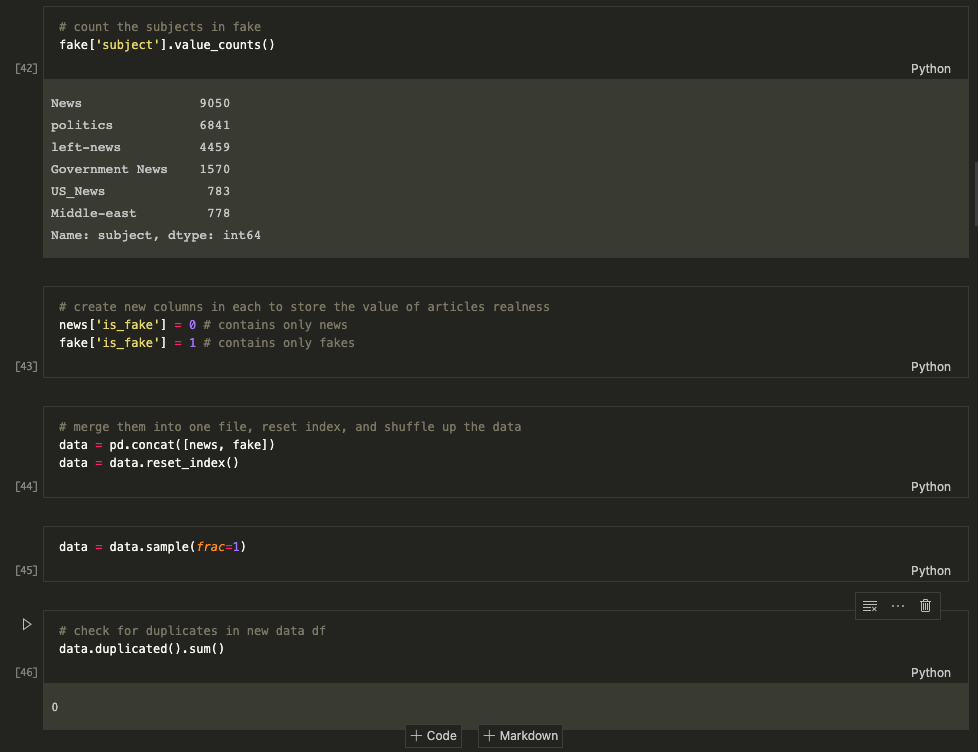 # count the subjects in fake
fake['subject'].value_counts()
[42]
Python
News 9050
politics 6841
left-news 4459
Government News 1570
US_News 783
Middle-east 778
Name: subject, dtype: int64
# create new columns in each to store the value of articles realness
news['is_fake'] = 0 # contains only news
fake['is_fake'] = 1 # contains only fakes
[43]
Python
# merge them into one file, reset index, and shuffle up the data
data = pd.concat([news, fake])
data = data.reset_index()
[44]
Python
data = data.sample(frac=1)
[45]
Python
# check for duplicates in new data df
data.duplicated().sum()
[46]
Python
0
+ Code + Markdown